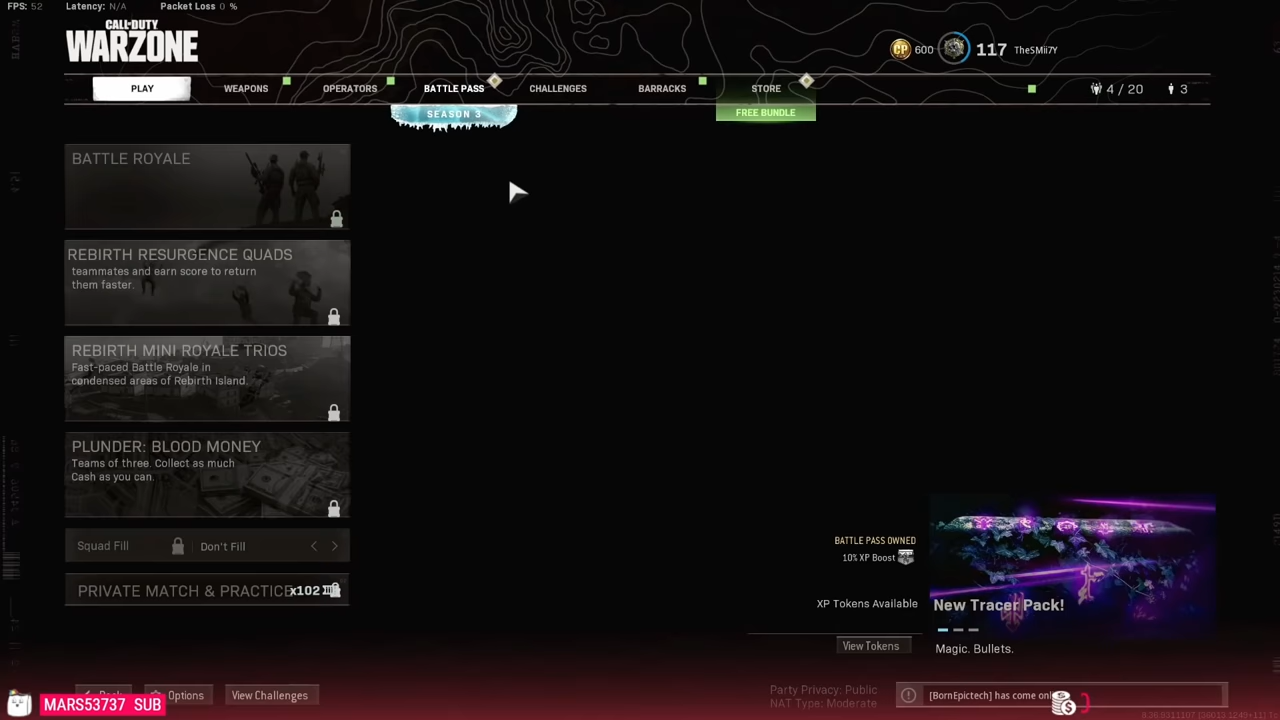 FPS: 52 Latency: N/A Packet Loss 0 %
CALL OF DUTY
WARZONE
600 117 TheSMii7Y
PLAY WEAPONS OPERATORS BATTLE PASS CHALLENGES BARRACKS STORE 4 / 20 3
SEASON 3 FREE BUNDLE
BATTLE ROYALE
REBIRTH RESURGENCE QUADS
teammates and earn score to return
them faster.
REBIRTH MINI ROYALE TRIOS
Fast-paced Battle Royale in
condensed areas of Rebirth Island.
PLUNDER: BLOOD MONEY
Teams of three. Collect as much
Cash as you can.
Squad Fill Don't Fill
PRIVATE MATCH & PRACTICE x102
BATTLE PASS OWNED
10% XP Boost
XP Tokens Available
View Tokens
New Tracer Pack!
Magic. Bullets.
Back Options View Challenges
MARS53737 SUB
Party Privacy: Public
NAT Type: Moderate
[BornEpictech] has come onl